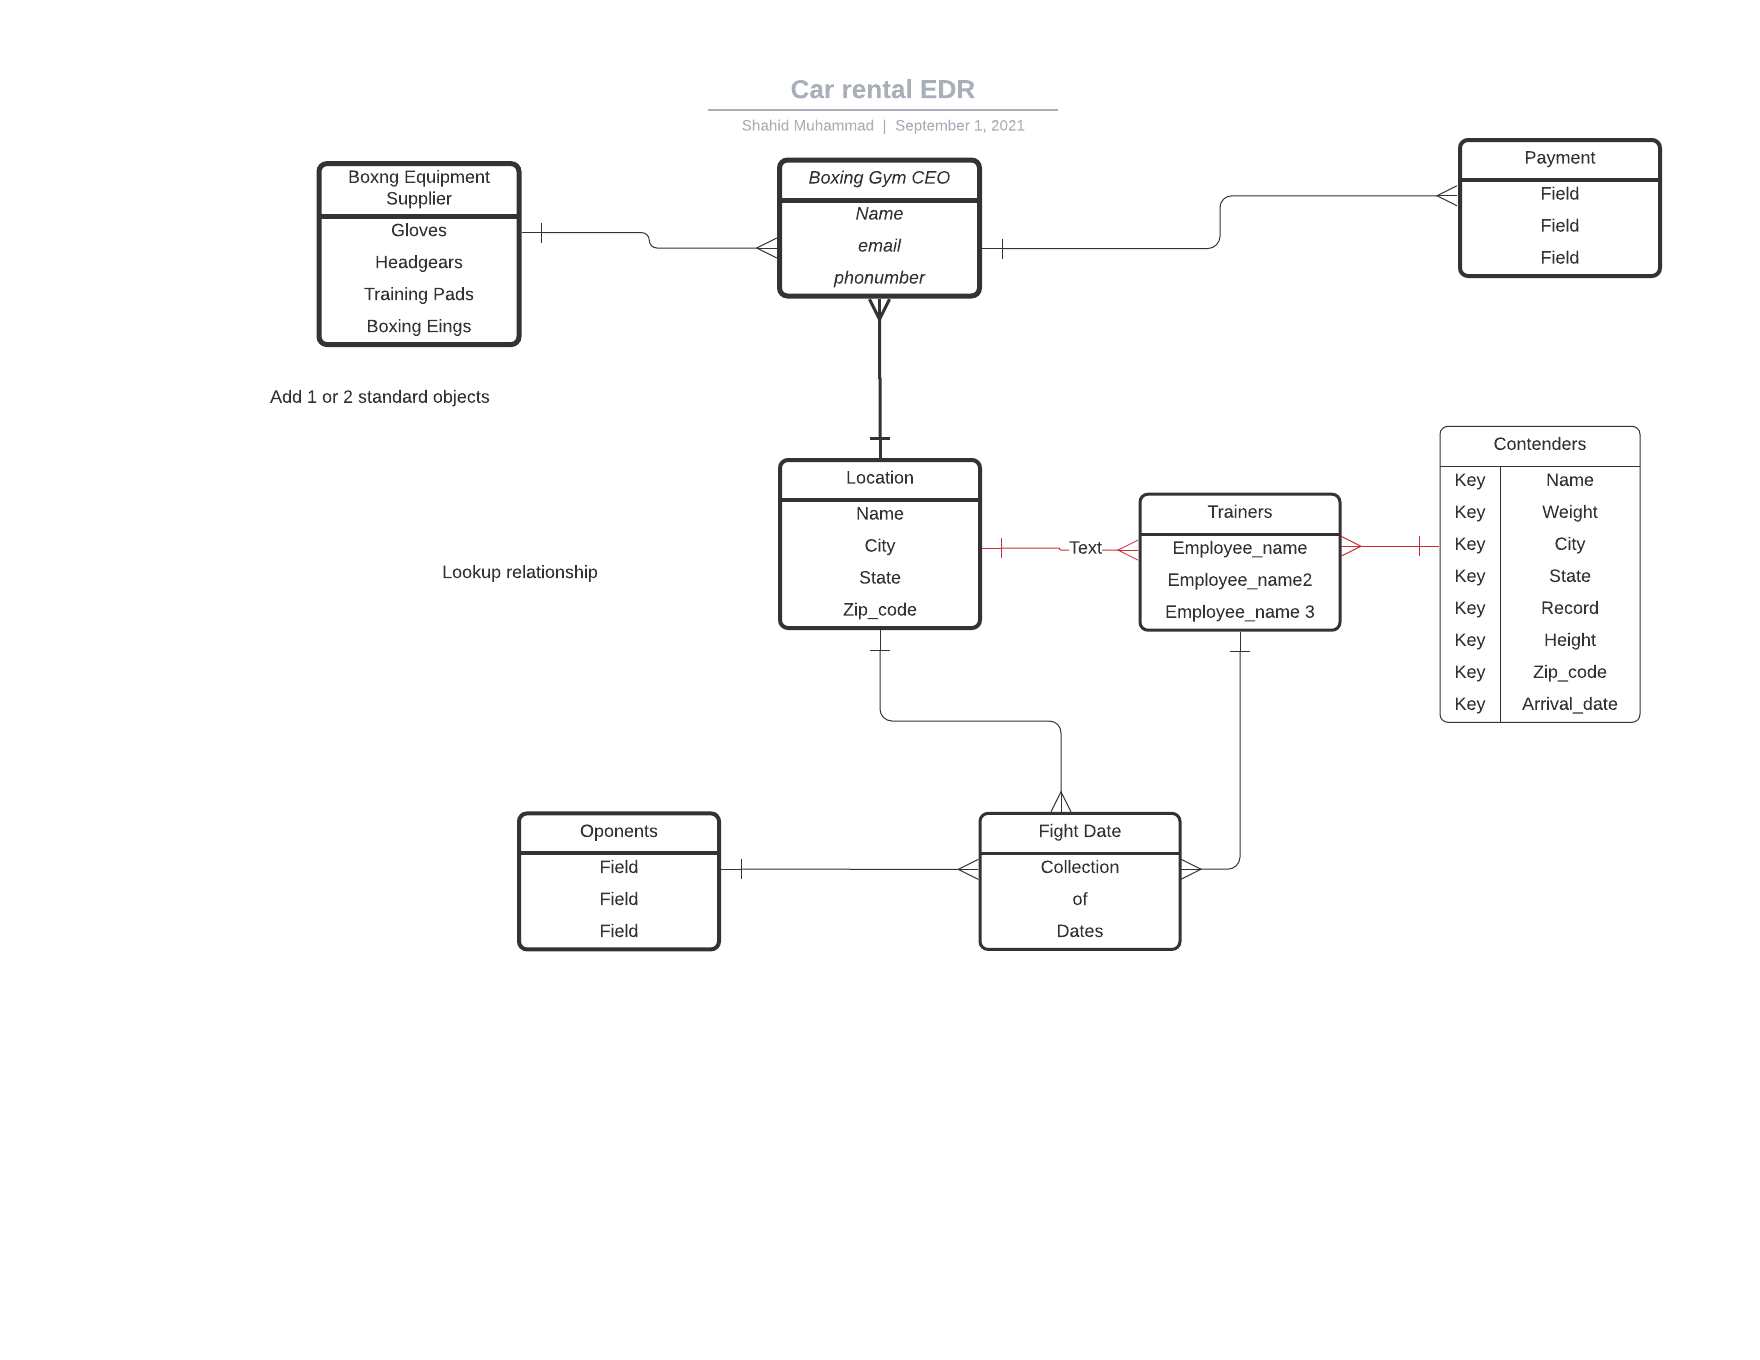 Car rental EDR
Shahid Muhammad | September 1, 2021
Boxng Equipment
Supplier
Gloves
Headgears
Training Pads
Boxing Eings
Boxing Gym CEO
Name
email
phonumber
Payment
Field
Field
Field
Add 1 or 2 standard objects
Lookup relationship
Location
Name
City
State
Zip_code
Text
Trainers
Employee_name
Employee_name2
Employee_name 3
Contenders
Key Name
Key Weight
Key City
Key State
Key Record
Key Height
Key Zip_code
Key Arrival_date
Oponents
Field
Field
Field
Fight Date
Collection
of
Dates